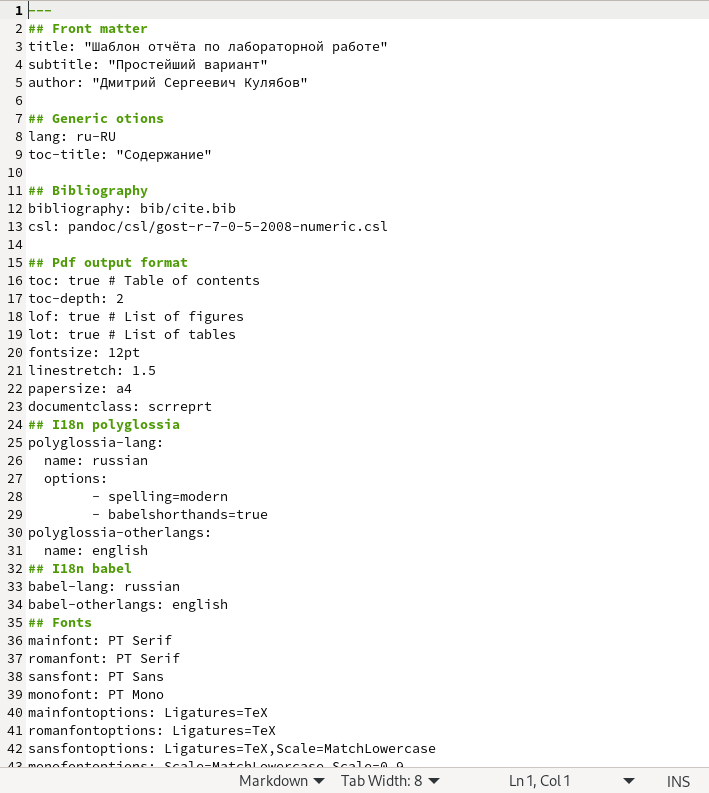 1 ---
2 ## Front matter
3 title: "Шаблон отчёта по лабораторной работе"
4 subtitle: "Простейший вариант"
5 author: "Дмитрий Сергеевич Кулябов"
6
7 ## Generic otions
8 lang: ru-RU
9 toc-title: "Содержание"
10
11 ## Bibliography
12 bibliography: bib/cite.bib
13 csl: pandoc/csl/gost-r-7-0-5-2008-numeric.csl
14
15 ## Pdf output format
16 toc: true # Table of contents
17 toc-depth: 2
18 lof: true # List of figures
19 lot: true # List of tables
20 fontsize: 12pt
21 linestretch: 1.5
22 papersize: a4
23 documentclass: scrreprt
24 ## I18n polyglossia
25 polyglossia-lang:
26   name: russian
27   options:
28         - spelling=modern
29         - babelshorthands=true
30 polyglossia-otherlangs:
31   name: english
32 ## I18n babel
33 babel-lang: russian
34 babel-otherlangs: english
35 ## Fonts
36 mainfont: PT Serif
37 romanfont: PT Serif
38 sansfont: PT Sans
39 monofont: PT Mono
40 mainfontoptions: Ligatures=TeX
41 romanfontoptions: Ligatures=TeX
42 sansfontoptions: Ligatures=TeX,Scale=MatchLowercase
43 monofontoptions: Scale=MatchLowercase,Scale=0.9
Markdown Tab Width: 8 Ln 1, Col 1 INS